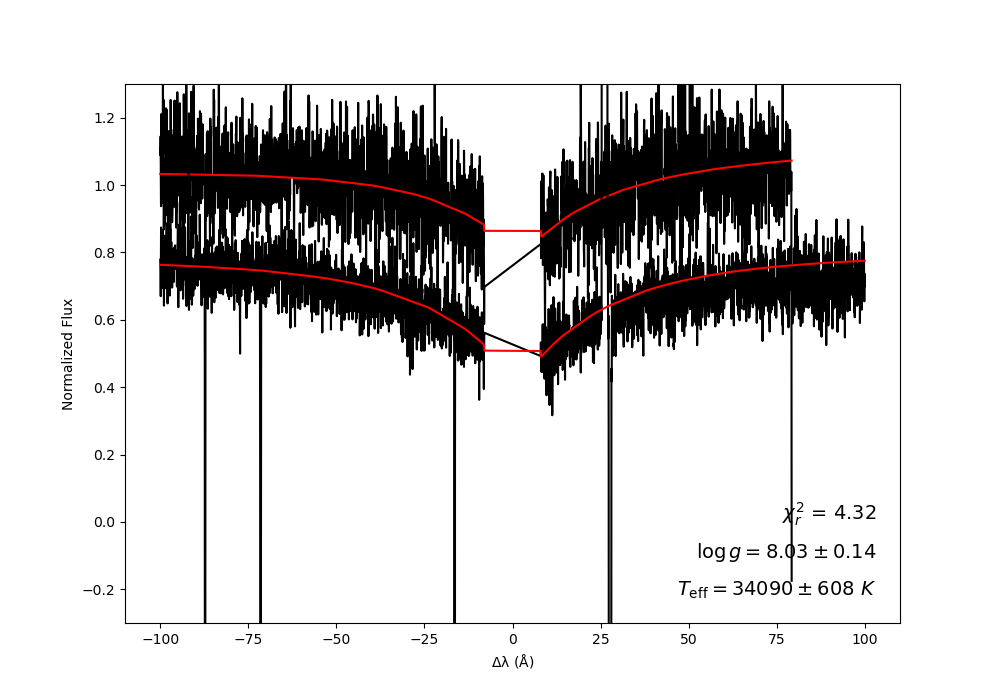 1.2
1.0
0.8
0.6
0.4
0.2
0.0
−0.2
Normalized Flux
χ²ᵣ = 4.32
log g = 8.03 ± 0.14
T_eff = 34090 ± 608 K
−100 −75 −50 −25 0 25 50 75 100
Δλ (Å)